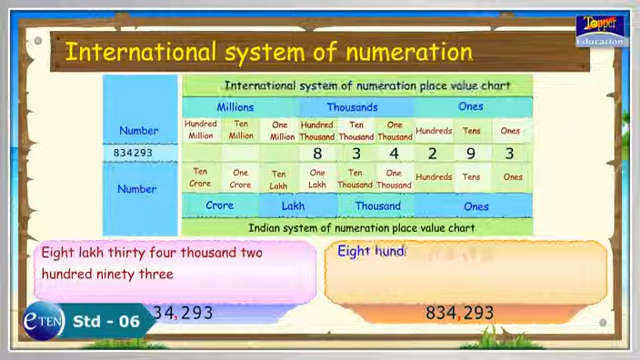 Topper
Education
International system of numeration
International system of numeration place value chart
Number
Millions
Thousands
Ones
Hundred Million
Ten Million
One Million
Hundred Thousand
Ten Thousand
One Thousand
Hundreds
Tens
Ones
834293
8 3 4 2 9 3
Number
Ten Crore
One Crore
Ten Lakh
One Lakh
Ten Thousand
One Thousand
Hundreds
Tens
Ones
Crore
Lakh
Thousand
Ones
Indian system of numeration place value chart
Eight lakh thirty four thousand two
hundred ninety three
Eight hund
34,293
834,293
eTEN
Std - 06